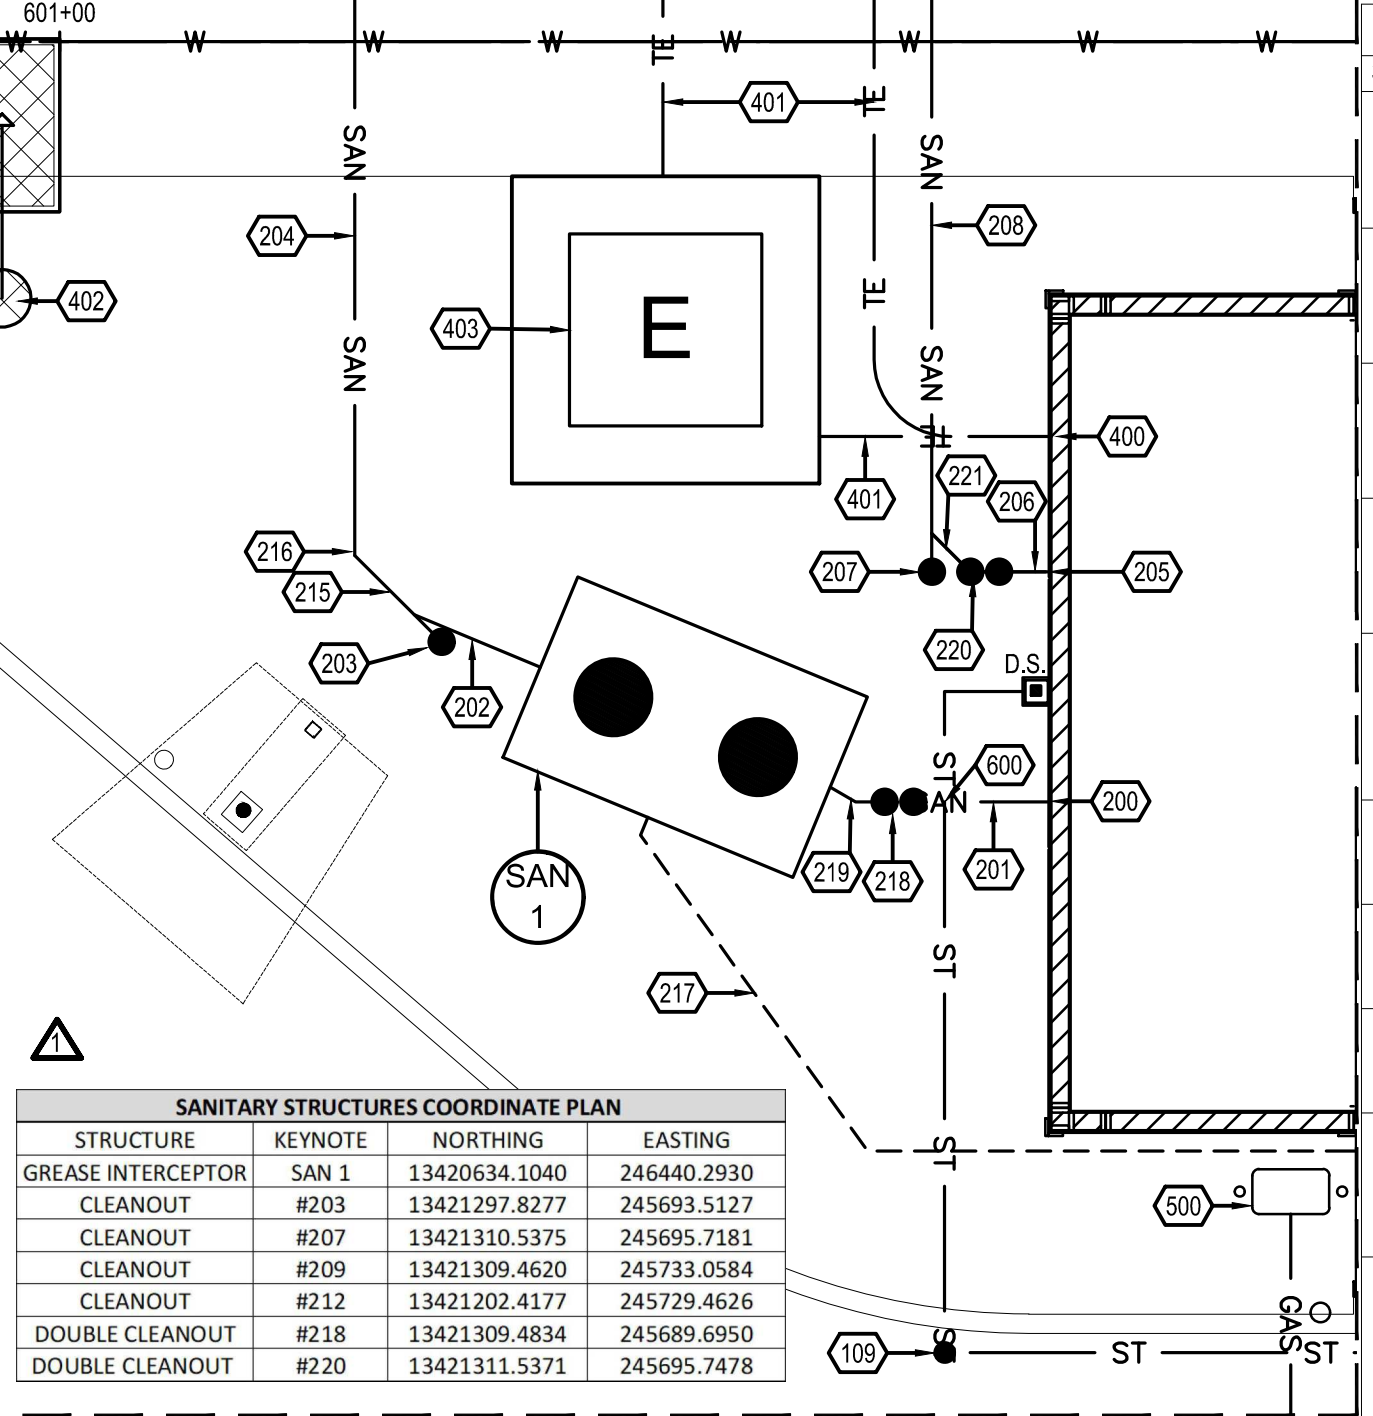 601+00
W W W W W W W W
TE
401
TE
SAN
SAN
204
208
402
TE
403
E
SAN
SAN
TE
400
221
206
401
216
207
205
215
220
203
D.S.
202
ST
600
SAN
200
219
218
201
SAN
1
ST
217
1
SANITARY STRUCTURES COORDINATE PLAN
STRUCTURE KEYNOTE NORTHING EASTING
GREASE INTERCEPTOR SAN 1 13420634.1040 246440.2930
CLEANOUT #203 13421297.8277 245693.5127
CLEANOUT #207 13421310.5375 245695.7181
CLEANOUT #209 13421309.4620 245733.0584
CLEANOUT #212 13421202.4177 245729.4626
DOUBLE CLEANOUT #218 13421309.4834 245689.6950
DOUBLE CLEANOUT #220 13421311.5371 245695.7478
ST
500
GAS
ST
109
ST
ST